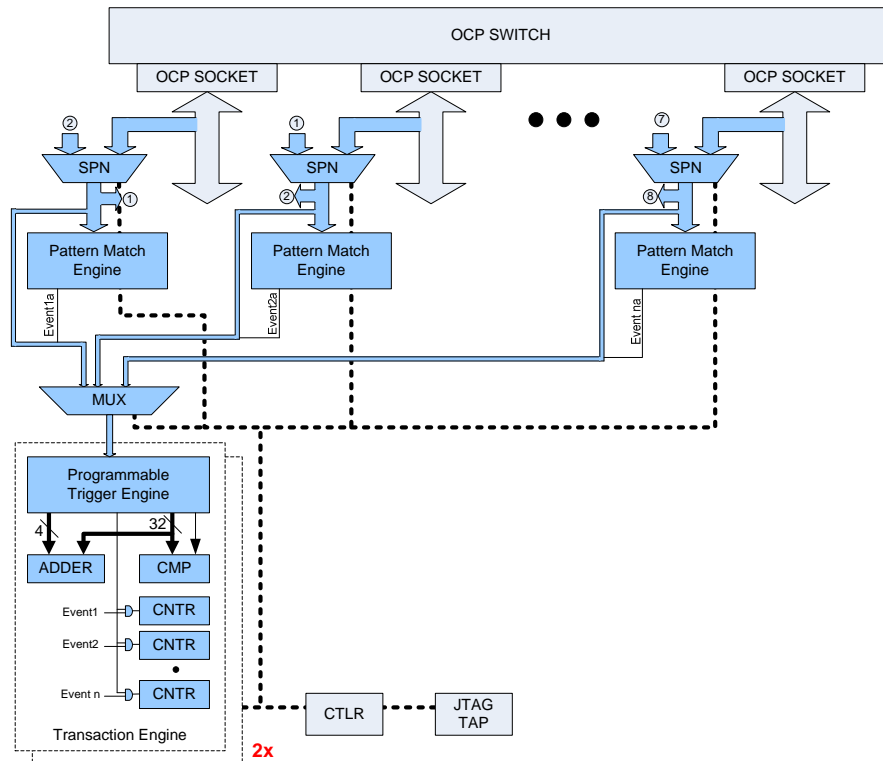 OCP SWITCH
OCP SOCKET
OCP SOCKET
OCP SOCKET
2
1
7
SPN
SPN
SPN
1
2
8
Pattern Match
Engine
Pattern Match
Engine
Pattern Match
Engine
Event1a
Event2a
Event na
MUX
Programmable
Trigger Engine
4
32
ADDER
CMP
Event1
CNTR
Event2
CNTR
Event n
CNTR
Transaction Engine
2x
CTLR
JTAG
TAP